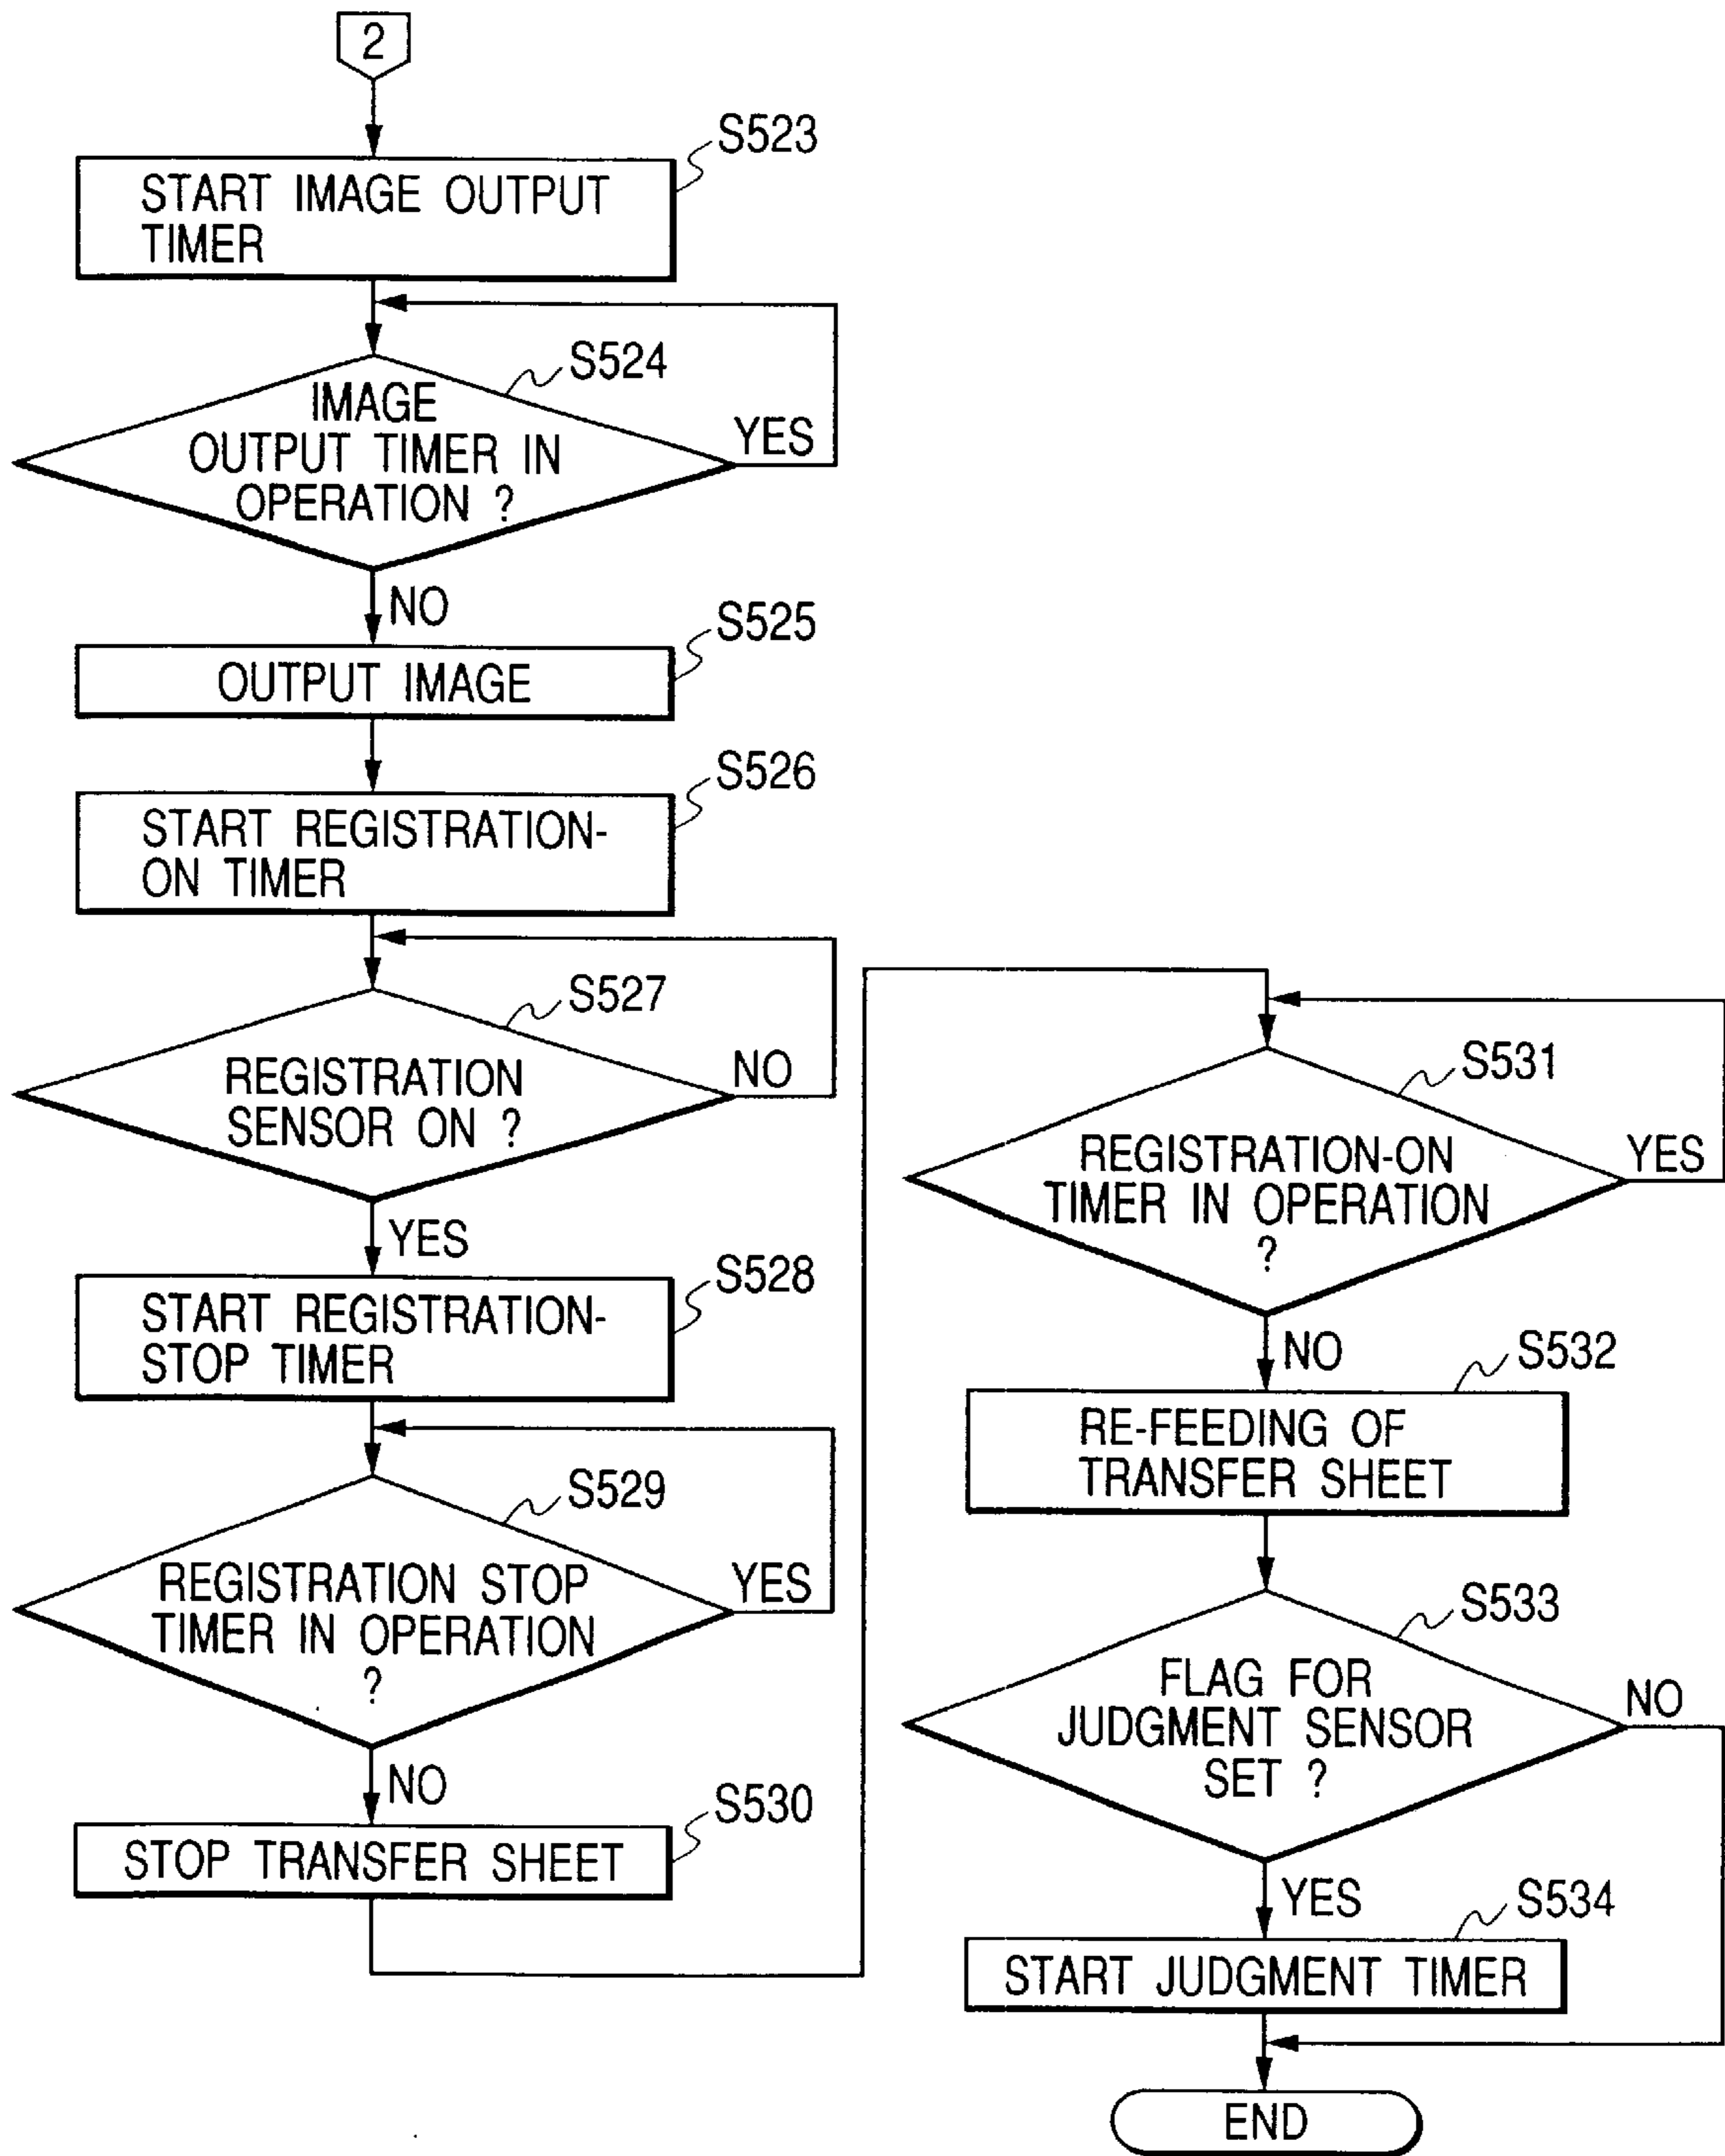 2
S523
START IMAGE OUTPUT
TIMER
S524
IMAGE
OUTPUT TIMER IN
OPERATION ?
YES
NO
S525
OUTPUT IMAGE
S526
START REGISTRATION-
ON TIMER
S527
REGISTRATION
SENSOR ON ?
NO
YES
S528
START REGISTRATION-
STOP TIMER
S529
REGISTRATION STOP
TIMER IN OPERATION
?
YES
NO
S530
STOP TRANSFER SHEET
S531
REGISTRATION-ON
TIMER IN OPERATION
?
YES
NO
S532
RE-FEEDING OF
TRANSFER SHEET
S533
FLAG FOR
JUDGMENT SENSOR
SET ?
NO
YES
S534
START JUDGMENT TIMER
END